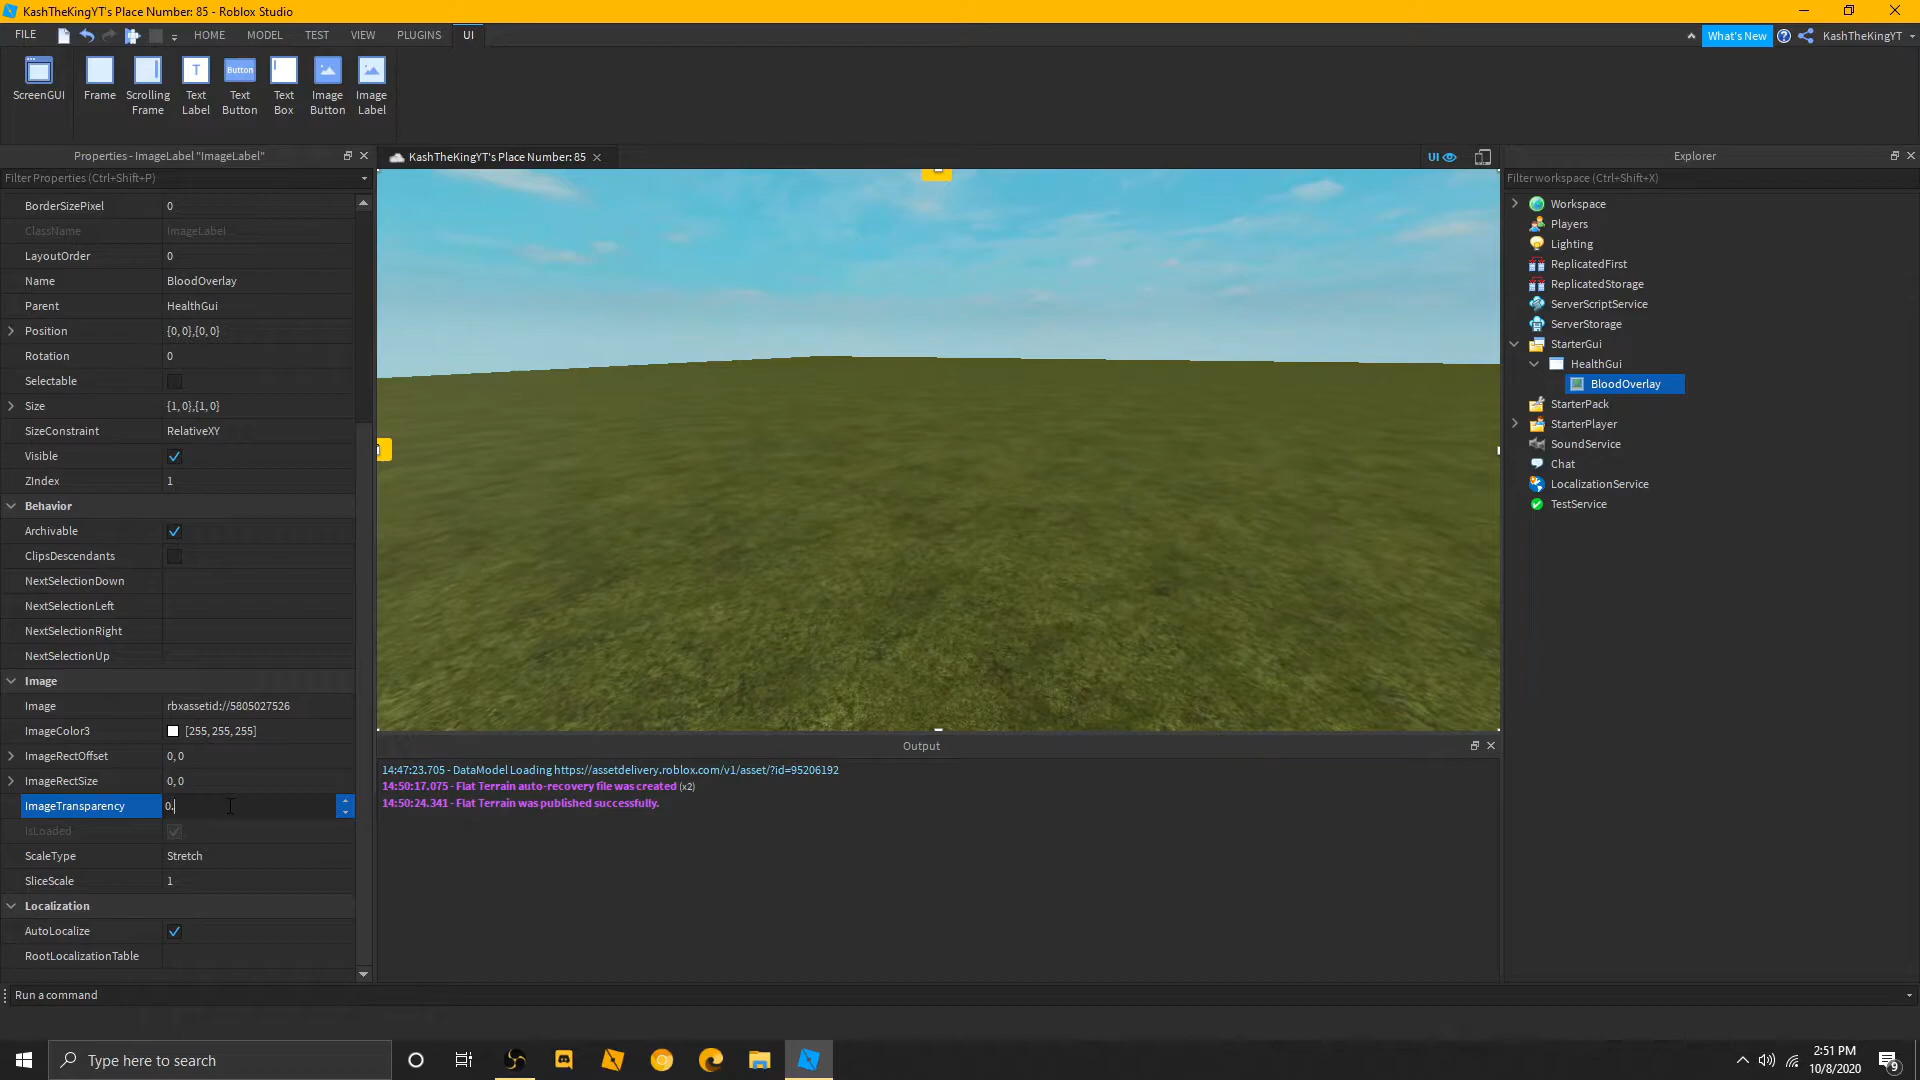 KashTheKingYT's Place Number: 85 - Roblox Studio
FILE HOME MODEL TEST VIEW PLUGINS UI What's New KashTheKingYT
ScreenGUI Frame Scrolling Frame Text Label Text Button Text Box Image Button Image Label
Button
T
Properties - ImageLabel "ImageLabel"
Filter Properties (Ctrl+Shift+P)
BorderSizePixel 0
ClassName ImageLabel
LayoutOrder 0
Name BloodOverlay
Parent HealthGui
Position {0, 0},{0, 0}
Rotation 0
Selectable
Size {1, 0},{1, 0}
SizeConstraint RelativeXY
Visible
ZIndex 1
Behavior
Archivable
ClipsDescendants
NextSelectionDown
NextSelectionLeft
NextSelectionRight
NextSelectionUp
Image
Image rbxassetid://5805027526
ImageColor3 [255, 255, 255]
ImageRectOffset 0, 0
ImageRectSize 0, 0
ImageTransparency 0.
IsLoaded
ScaleType Stretch
SliceScale 1
Localization
AutoLocalize
RootLocalizationTable
KashTheKingYT's Place Number: 85
UI
Output
14:47:23.705 - DataModel Loading https://assetdelivery.roblox.com/v1/asset/?id=95206192
14:50:17.075 - Flat Terrain auto-recovery file was created (x2)
14:50:24.341 - Flat Terrain was published successfully.
Explorer
Filter workspace (Ctrl+Shift+X)
Workspace
Players
Lighting
ReplicatedFirst
ReplicatedStorage
ServerScriptService
ServerStorage
StarterGui
HealthGui
BloodOverlay
StarterPack
StarterPlayer
SoundService
Chat
LocalizationService
TestService
Run a command
Type here to search
2:51 PM
10/8/2020
9